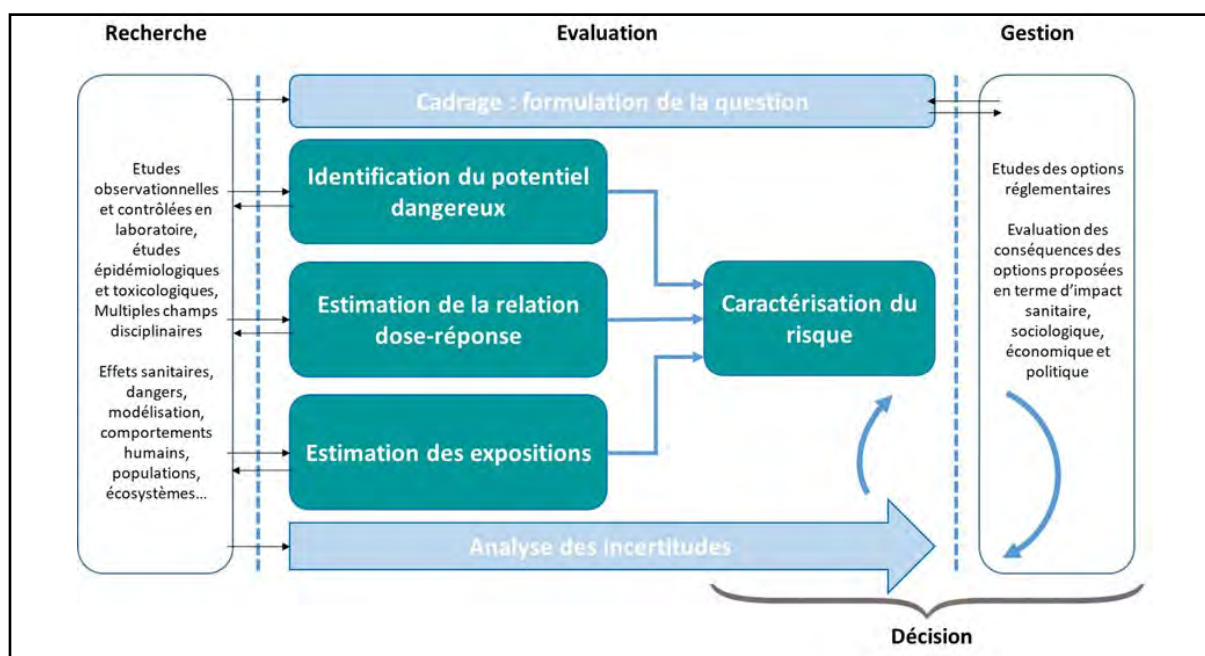 Recherche
Evaluation
Gestion
Cadrage : formulation de la question
Etudes
observationnelles
et contrôlées en
laboratoire,
études
épidémiologiques
et toxicologiques,
Multiples champs
disciplinaires
Effets sanitaires,
dangers,
modélisation,
comportements
humains,
populations,
écosystèmes...
Identification du potentiel
dangereux
Estimation de la relation
dose-réponse
Estimation des expositions
Caractérisation du
risque
Analyse des incertitudes
Etudes des options
réglementaires
Evaluation des
conséquences des
options proposées
en terme d'impact
sanitaire,
sociologique,
économique et
politique
Décision